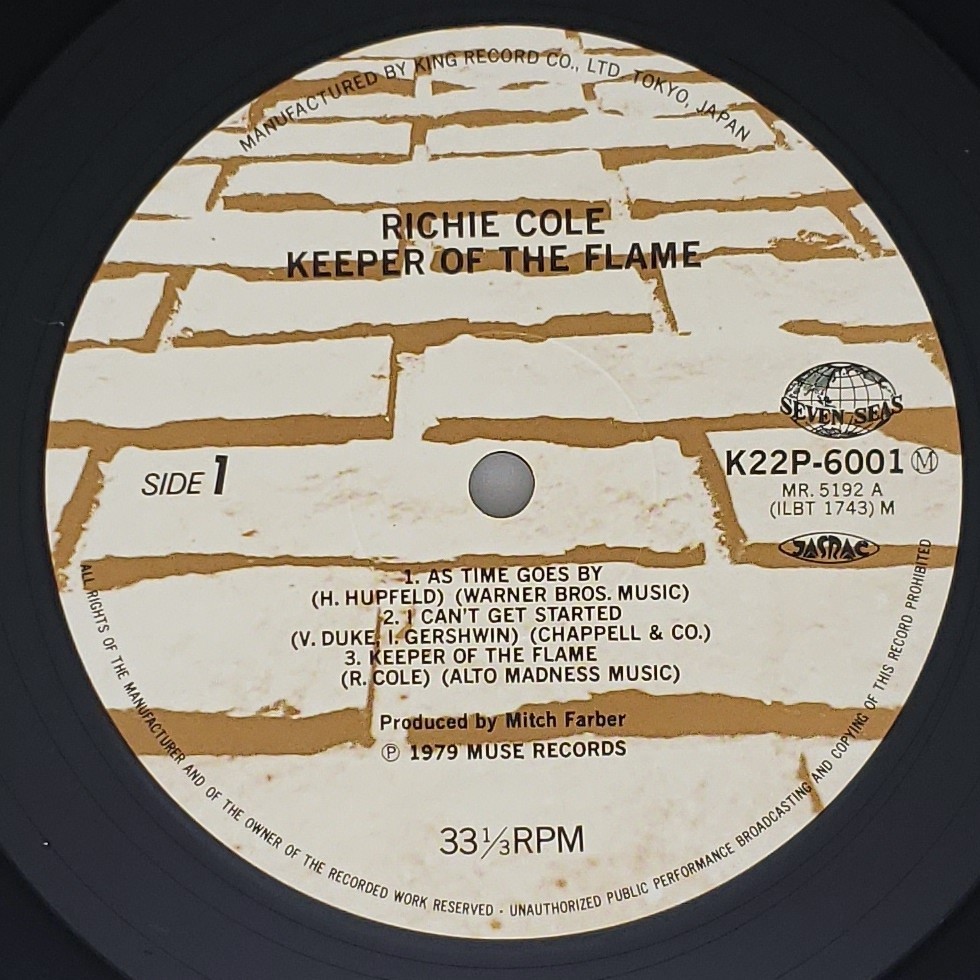 MANUFACTURED BY KING RECORD CO., LTD. TOKYO, JAPAN
RICHIE COLE
KEEPER OF THE FLAME
SEVEN SEAS
SIDE 1
K22P-6001 Ⓜ
MR. 5192 A
(ILBT 1743) M
JASRAC
1. AS TIME GOES BY
(H. HUPFELD) (WARNER BROS. MUSIC)
2. I CAN'T GET STARTED
(V. DUKE, I. GERSHWIN) (CHAPPELL & CO.)
3. KEEPER OF THE FLAME
(R. COLE) (ALTO MADNESS MUSIC)
Produced by Mitch Farber
℗ 1979 MUSE RECORDS
33⅓RPM
ALL RIGHTS OF THE MANUFACTURER AND OF THE OWNER OF THE RECORDED WORK RESERVED · UNAUTHORIZED PUBLIC PERFORMANCE BROADCASTING AND COPYING OF THIS RECORD PROHIBITED